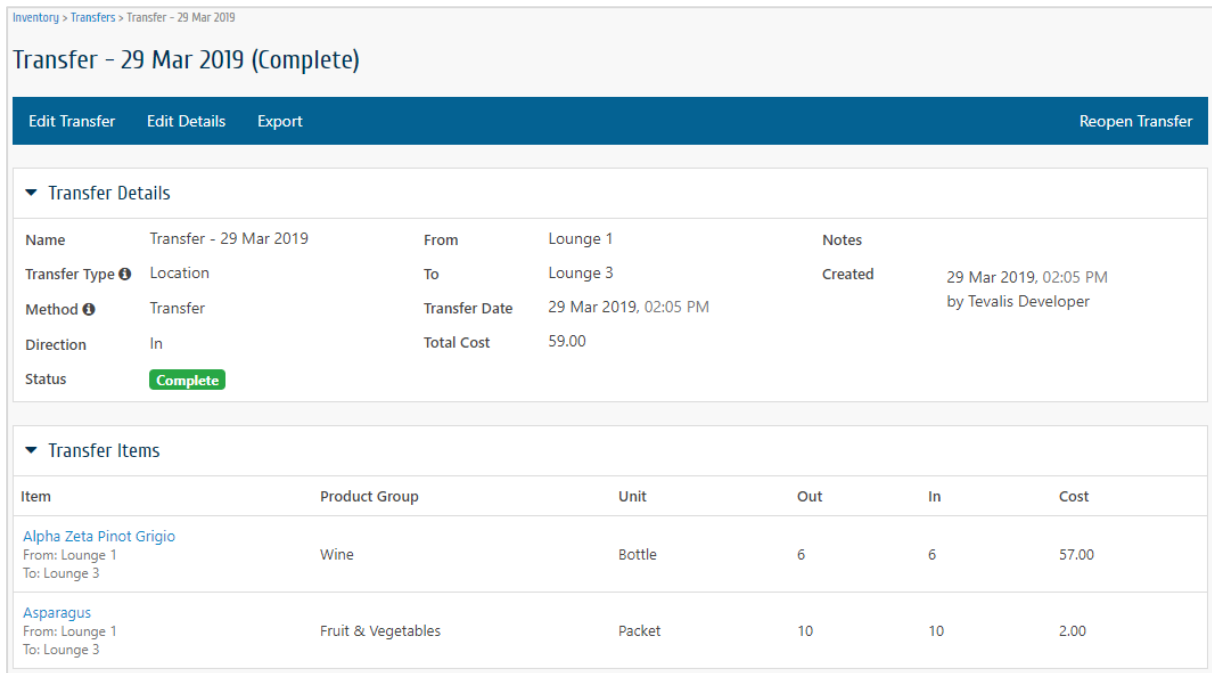 Inventory > Transfers > Transfer - 29 Mar 2019
Transfer - 29 Mar 2019 (Complete)
Edit Transfer Edit Details Export Reopen Transfer
Transfer Details
Name Transfer - 29 Mar 2019 From Lounge 1 Notes
Transfer Type Location To Lounge 3 Created 29 Mar 2019, 02:05 PM
by Tevalis Developer
Method Transfer Transfer Date 29 Mar 2019, 02:05 PM
Direction In Total Cost 59.00
Status Complete
Transfer Items
Item Product Group Unit Out In Cost
Alpha Zeta Pinot Grigio
From: Lounge 1 Wine Bottle 6 6 57.00
To: Lounge 3
Asparagus
From: Lounge 1 Fruit & Vegetables Packet 10 10 2.00
To: Lounge 3